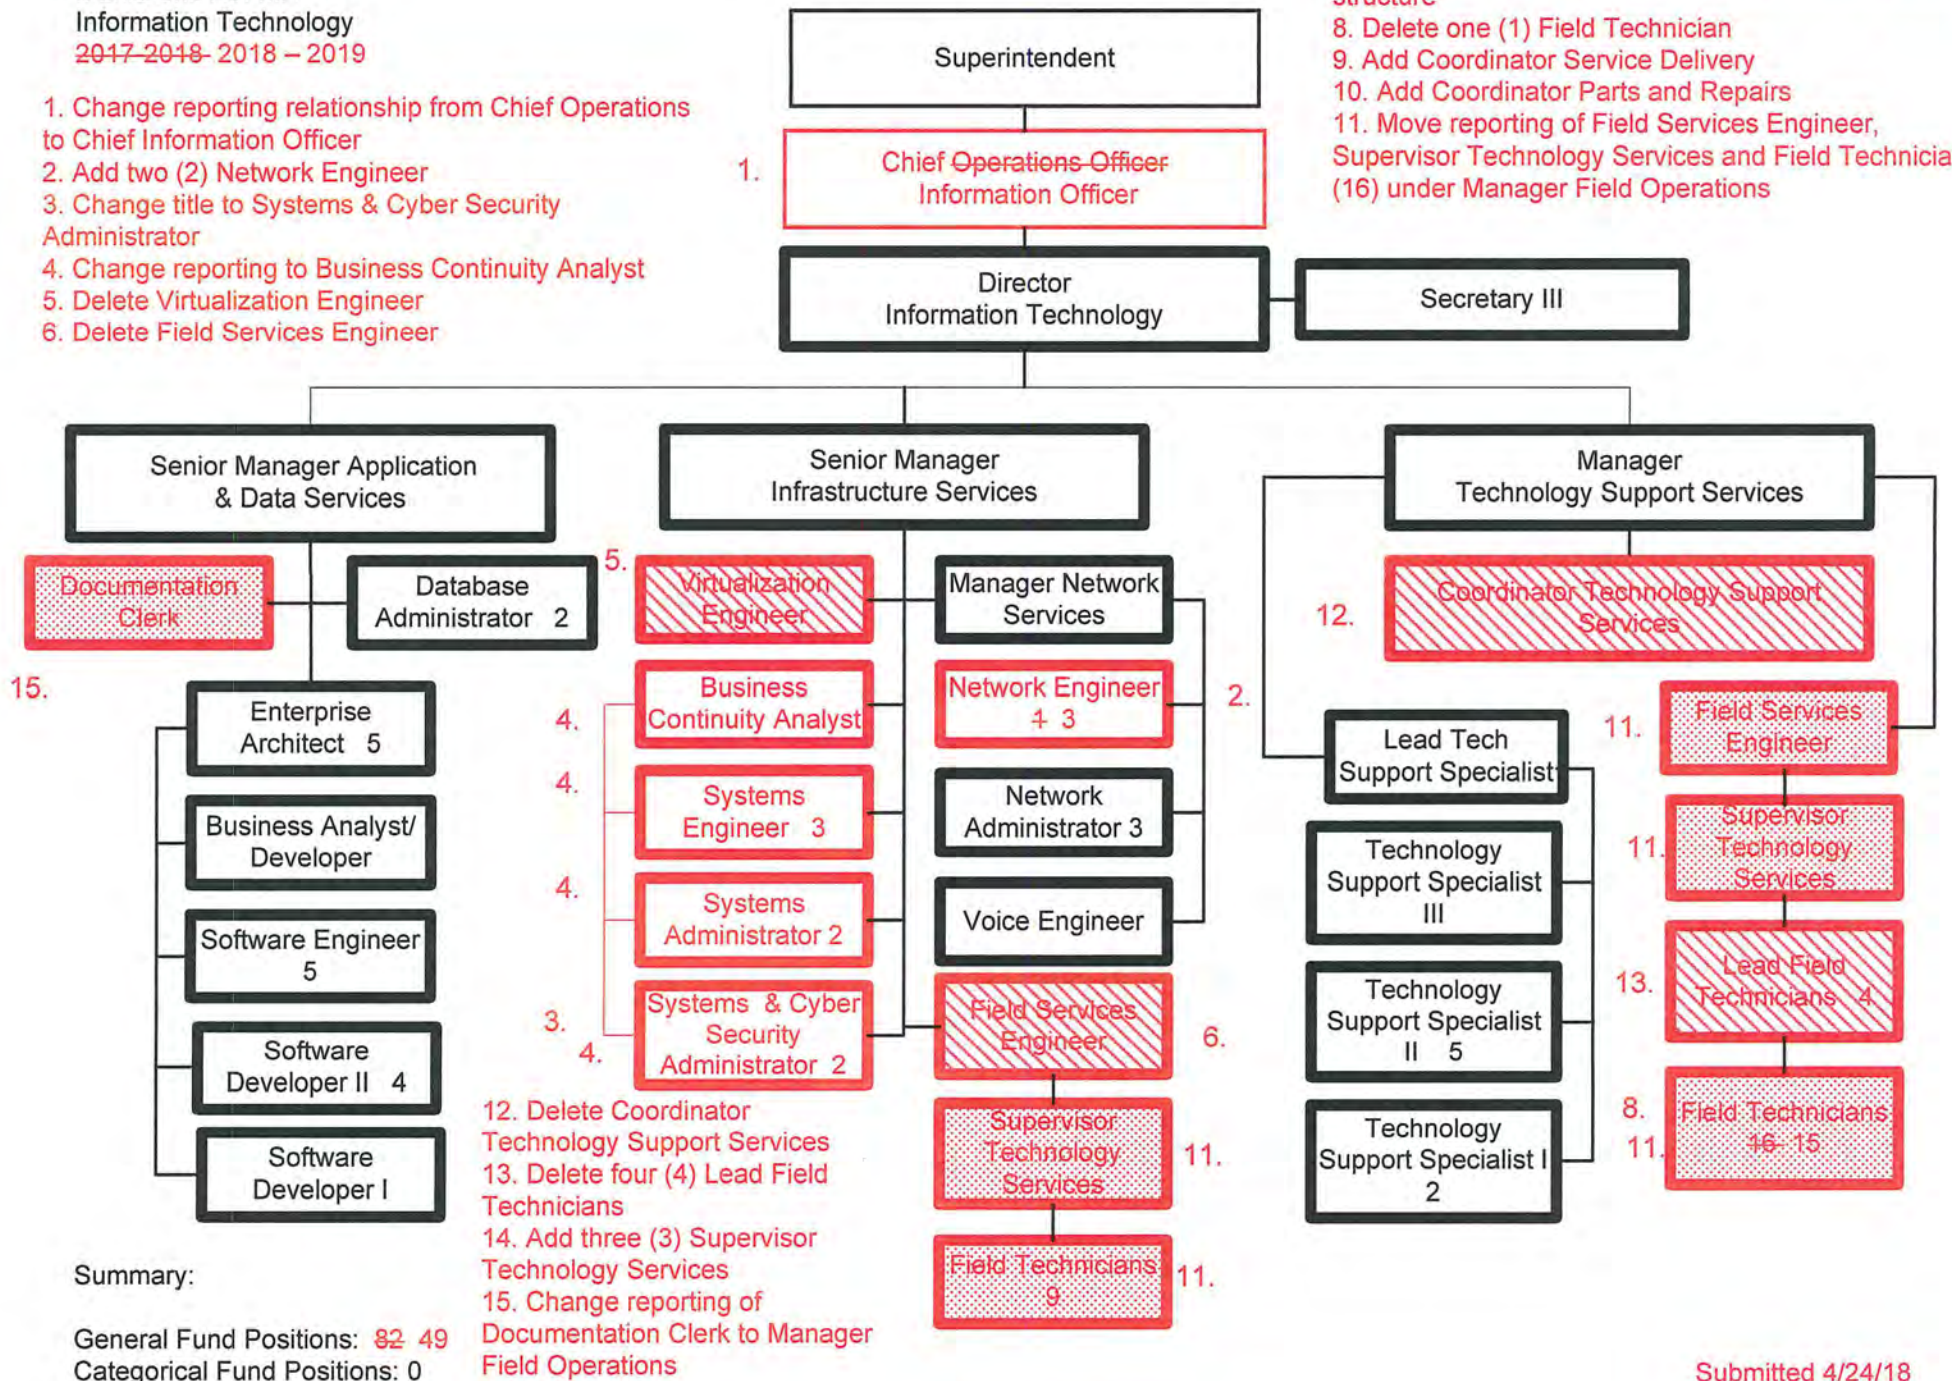 Information Technology
2017-2018 2018 – 2019
1. Change reporting relationship from Chief Operations
to Chief Information Officer
2. Add two (2) Network Engineer
3. Change title to Systems & Cyber Security
Administrator
4. Change reporting to Business Continuity Analyst
5. Delete Virtualization Engineer
6. Delete Field Services Engineer
structure
8. Delete one (1) Field Technician
9. Add Coordinator Service Delivery
10. Add Coordinator Parts and Repairs
11. Move reporting of Field Services Engineer,
Supervisor Technology Services and Field Technicia
(16) under Manager Field Operations
Superintendent
1.
Chief Operations Officer
Information Officer
Director
Information Technology
Secretary III
Senior Manager Application
& Data Services
Documentation
Clerk
15.
Database
Administrator 2
Enterprise
Architect 5
Business Analyst/
Developer
Software Engineer
5
Software
Developer II 4
Software
Developer I
Senior Manager
Infrastructure Services
5.
Virtualization
Engineer
4.
Business
Continuity Analyst
4.
Systems
Engineer 3
4.
Systems
Administrator 2
3.
4.
Systems & Cyber
Security
Administrator 2
Manager Network
Services
Network Engineer
1 3
2.
Network
Administrator 3
Voice Engineer
Field Services
Engineer
6.
Supervisor
Technology
Services
11.
Field Technicians
9
11.
Manager
Technology Support Services
12.
Coordinator Technology Support
Services
Lead Tech
Support Specialist
Technology
Support Specialist
III
Technology
Support Specialist
II 5
Technology
Support Specialist I
2
11.
Field Services
Engineer
11.
Supervisor
Technology
Services
13.
Lead Field
Technicians 4
8.
11.
Field Technicians
16 15
12. Delete Coordinator
Technology Support Services
13. Delete four (4) Lead Field
Technicians
14. Add three (3) Supervisor
Technology Services
15. Change reporting of
Documentation Clerk to Manager
Field Operations
Summary:
General Fund Positions: 82 49
Categorical Fund Positions: 0
Submitted 4/24/18